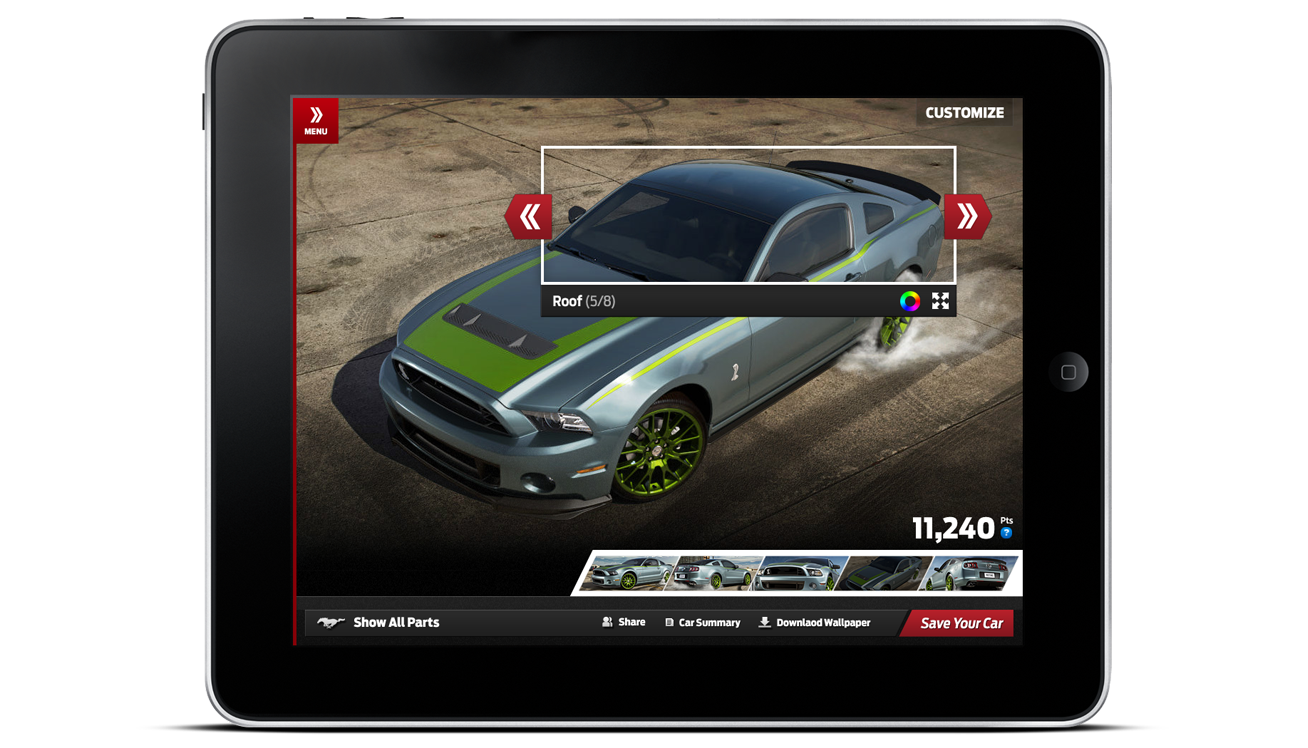 MENU
CUSTOMIZE
Roof (5/8)
11,240 Pts
?
Show All Parts
Share
Car Summary
Downlaod Wallpaper
Save Your Car